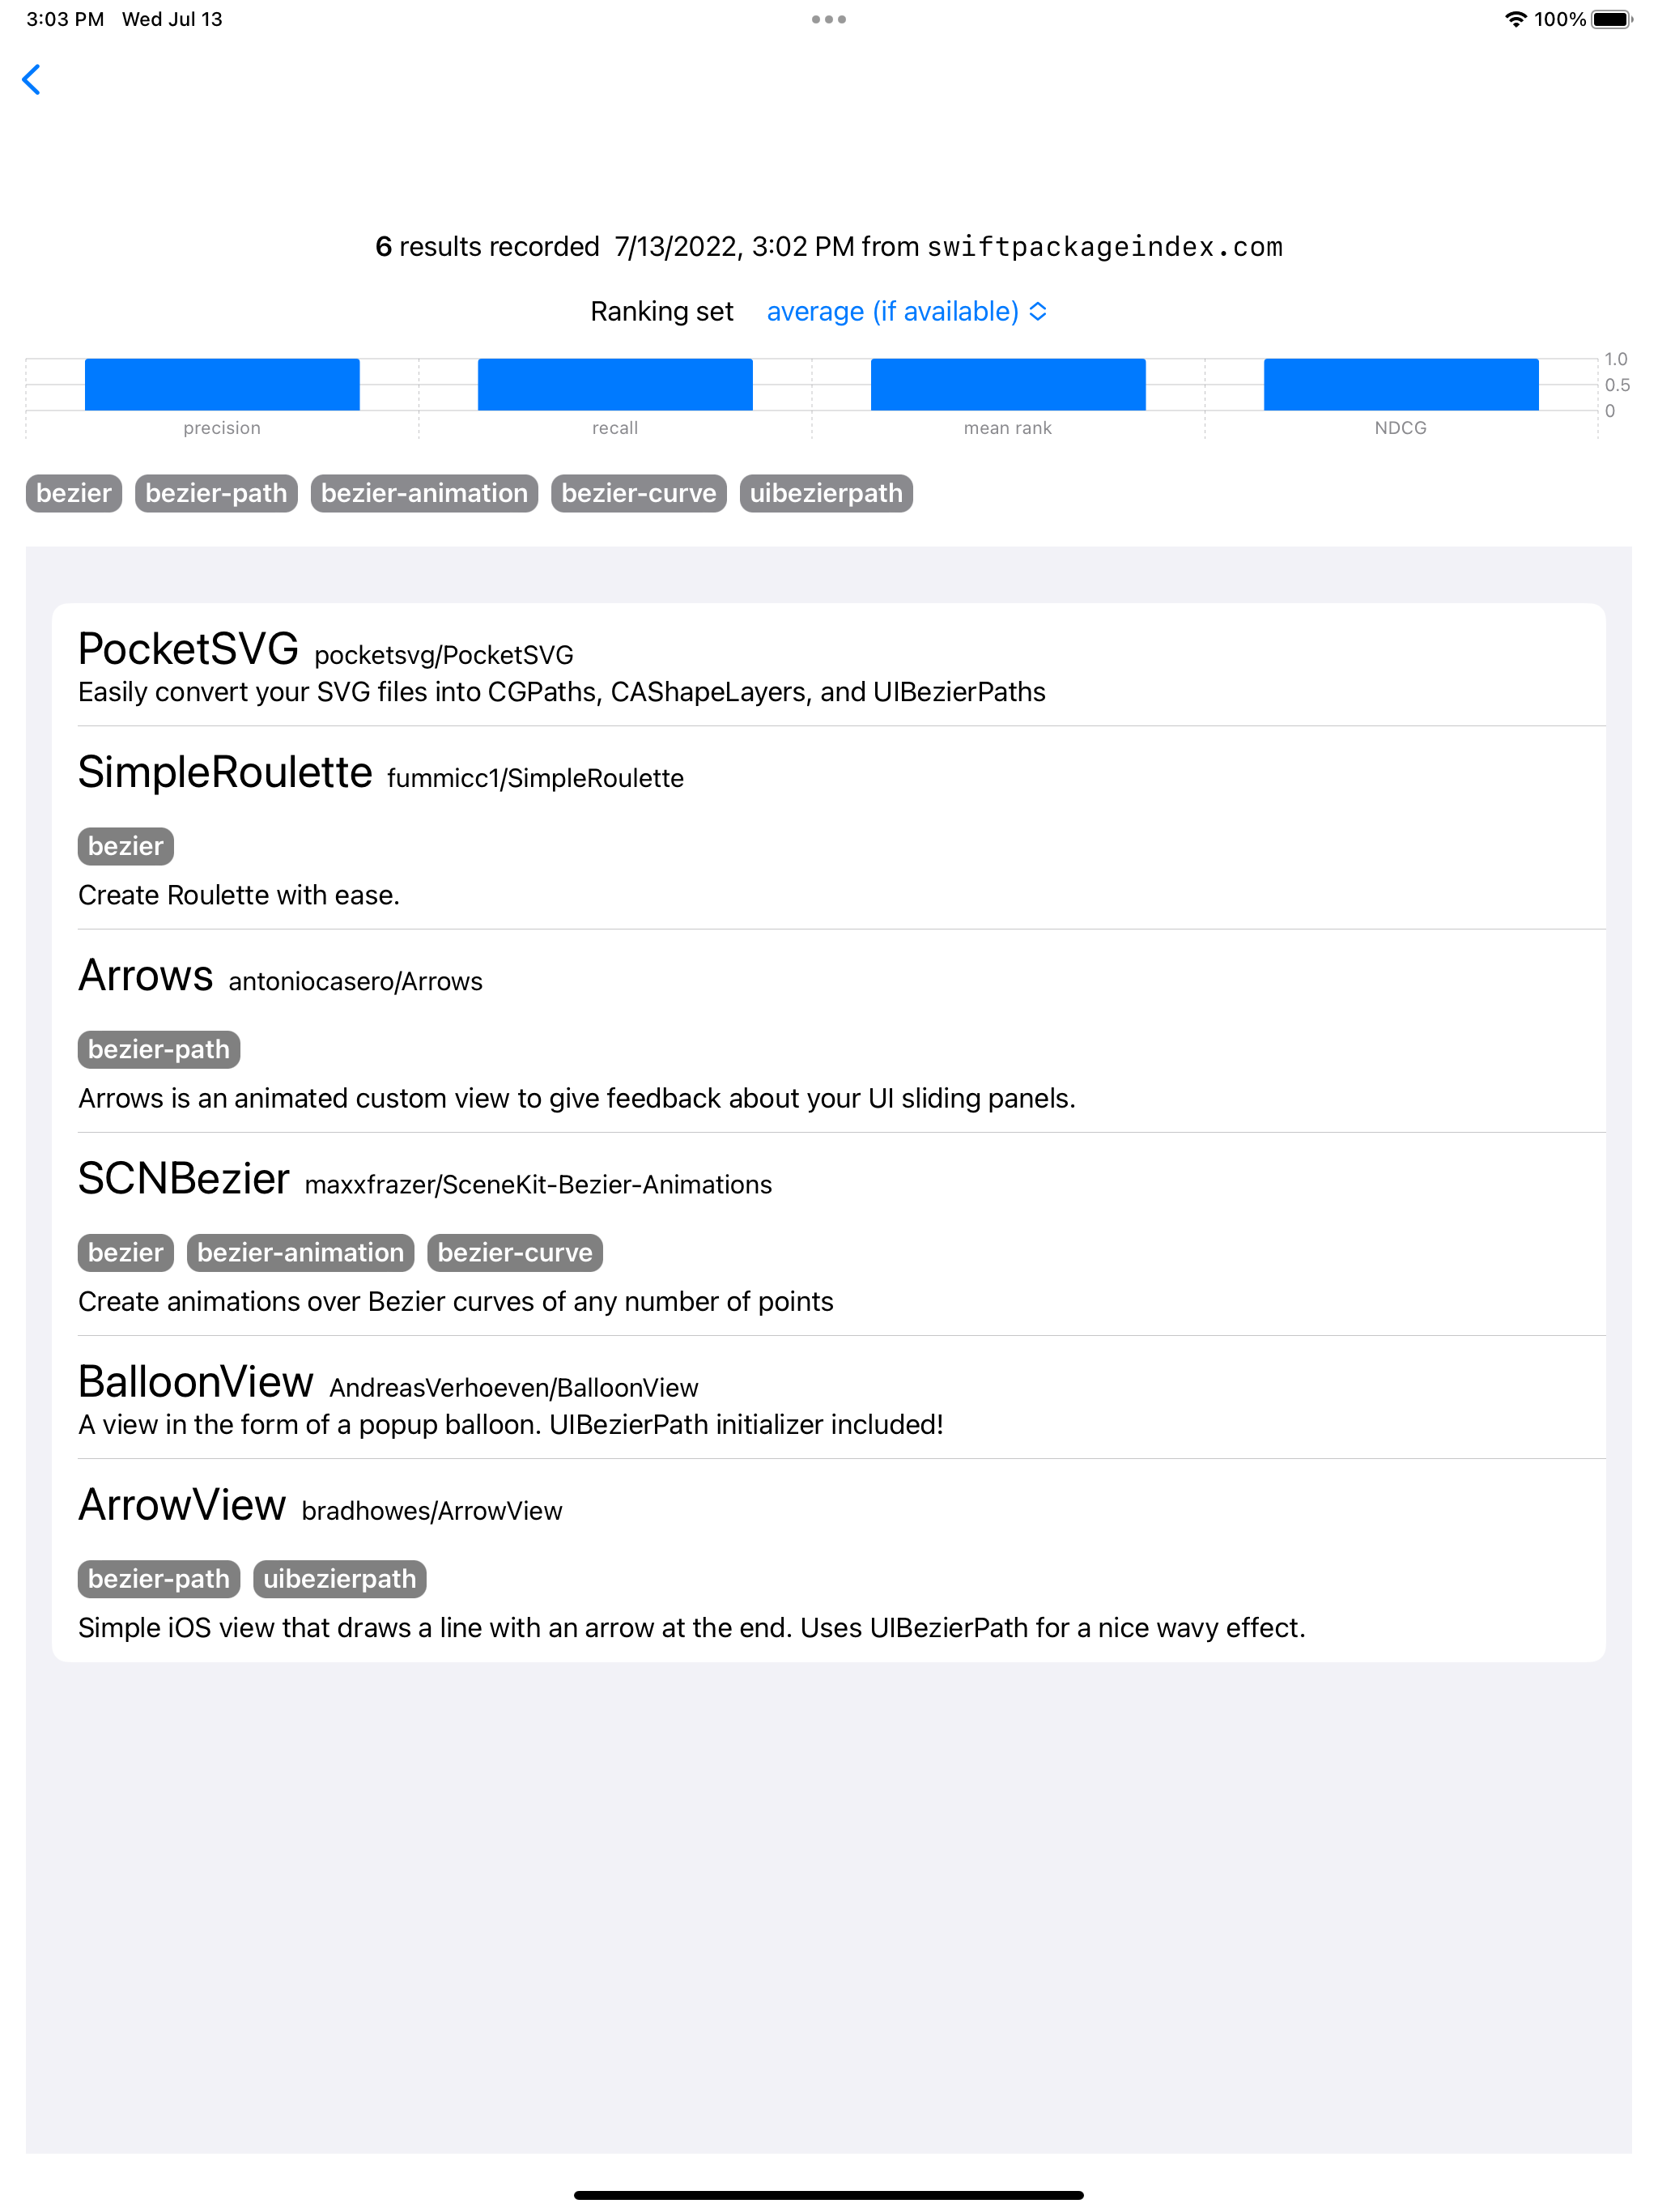 3:03 PM Wed Jul 13
100%
6 results recorded 7/13/2022, 3:02 PM from swiftpackageindex.com
Ranking set average (if available)
1.0
0.5
0
precision recall mean rank NDCG
bezier bezier-path bezier-animation bezier-curve uibezierpath
PocketSVG pocketsvg/PocketSVG
Easily convert your SVG files into CGPaths, CAShapeLayers, and UIBezierPaths
SimpleRoulette fummicc1/SimpleRoulette
bezier
Create Roulette with ease.
Arrows antoniocasero/Arrows
bezier-path
Arrows is an animated custom view to give feedback about your UI sliding panels.
SCNBezier maxxfrazer/SceneKit-Bezier-Animations
bezier bezier-animation bezier-curve
Create animations over Bezier curves of any number of points
BalloonView AndreasVerhoeven/BalloonView
A view in the form of a popup balloon. UIBezierPath initializer included!
ArrowView bradhowes/ArrowView
bezier-path uibezierpath
Simple iOS view that draws a line with an arrow at the end. Uses UIBezierPath for a nice wavy effect.